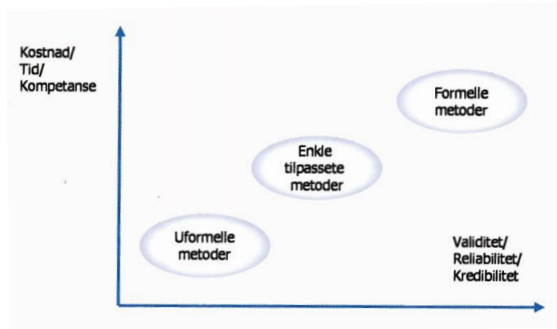 Kostnad/
Tid/
Kompetanse
Formelle
metoder
Enkle
tilpassete
metoder
Uformelle
metoder
Validitet/
Reliabilitet/
Kredibilitet